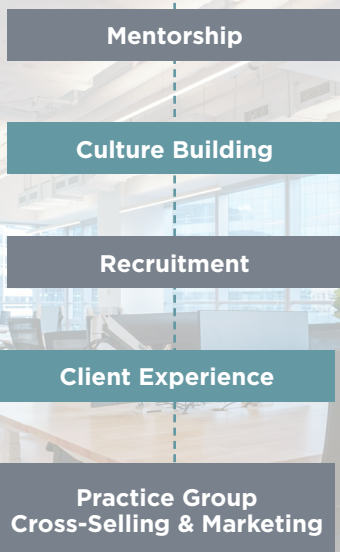 Mentorship
Culture Building
Recruitment
Client Experience
Practice Group
Cross-Selling & Marketing